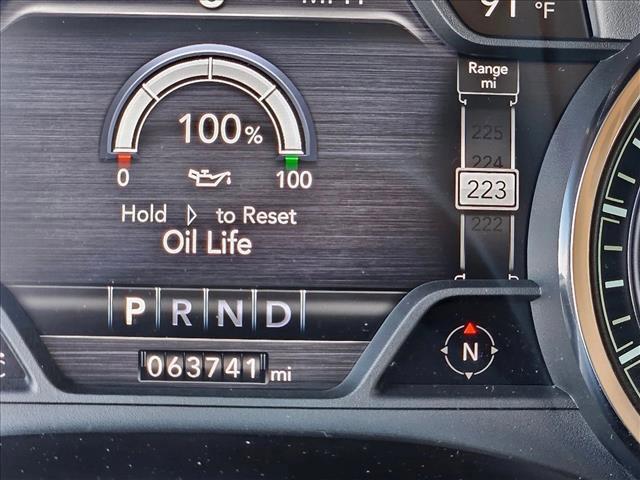 91 °F
Range
mi
225
224
223
222
100%
0
100
Hold ▷ to Reset
Oil Life
P R N D
063741 mi
N
C